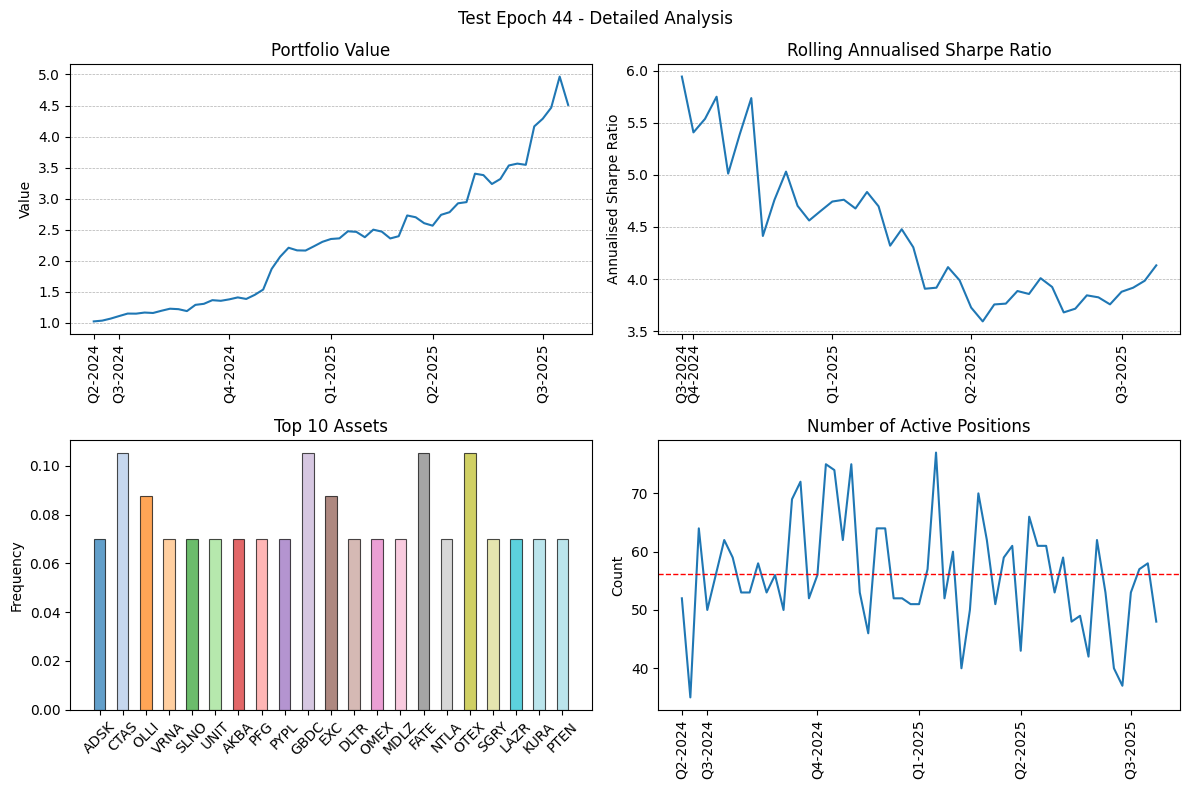 Test Epoch 44 - Detailed Analysis
Portfolio Value
Value
5.0
4.5
4.0
3.5
3.0
2.5
2.0
1.5
1.0
Q2-2024
Q3-2024
Q4-2024
Q1-2025
Q2-2025
Q3-2025
Rolling Annualised Sharpe Ratio
Annualised Sharpe Ratio
6.0
5.5
5.0
4.5
4.0
3.5
Q3-2024
Q4-2024
Q1-2025
Q2-2025
Q3-2025
Top 10 Assets
Frequency
0.10
0.08
0.06
0.04
0.02
0.00
ADSK
CTAS
OLLI
VRNA
SLNO
UNIT
AKBA
PFG
PYPL
GBDC
EXC
DLTR
OMEX
MDLZ
FATE
NTLA
OTEX
SGRY
LAZR
KURA
PTEN
Number of Active Positions
Count
70
60
50
40
Q2-2024
Q3-2024
Q4-2024
Q1-2025
Q2-2025
Q3-2025